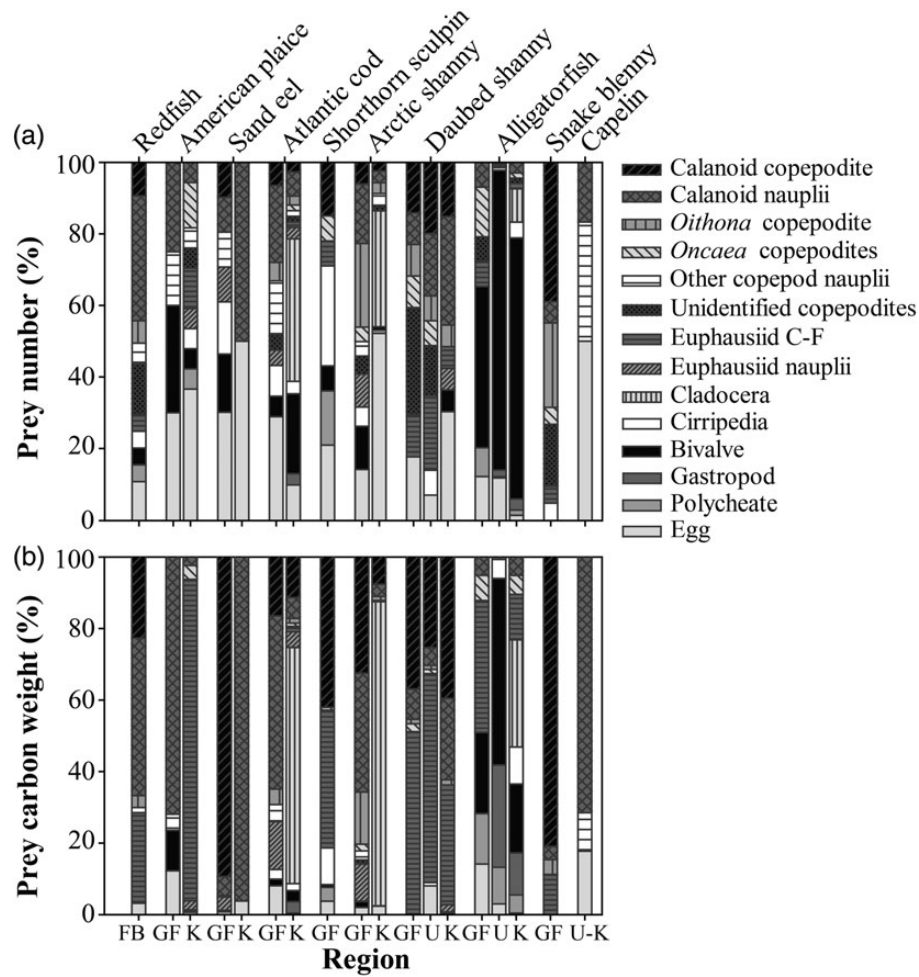 (a)
Redfish
American plaice
Sand eel
Atlantic cod
Shorthorn sculpin
Arctic shanny
Daubed shanny
Alligatorfish
Snake blenny
Capelin
Prey number (%)
100
80
60
40
20
0
Calanoid copepodite
Calanoid nauplii
Oithona copepodite
Oncaea copepodites
Other copepod nauplii
Unidentified copepodites
Euphausiid C-F
Euphausiid nauplii
Cladocera
Cirripedia
Bivalve
Gastropod
Polycheate
Egg
(b)
Prey carbon weight (%)
100
80
60
40
20
0
FB GF K GF K GF K GF GF K GF U K GF U K GF U-K
Region